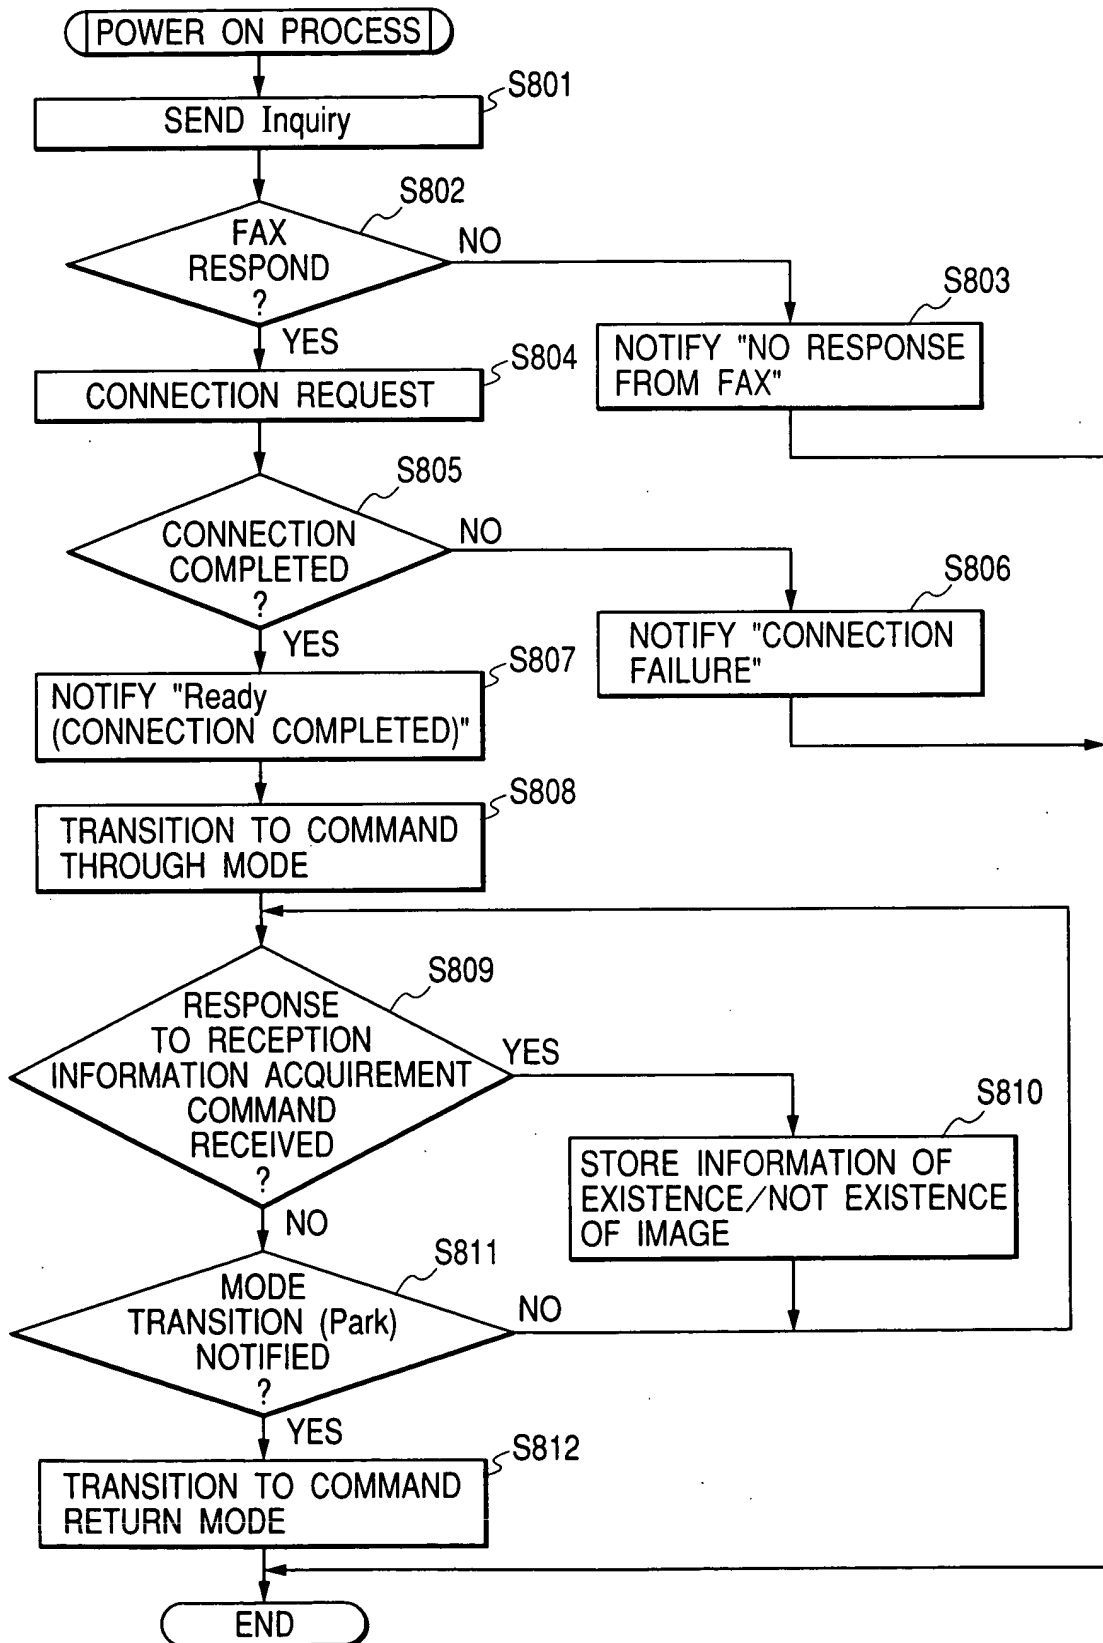 POWER ON PROCESS
S801
SEND Inquiry
S802
FAX
RESPOND
?
NO
YES
S803
NOTIFY "NO RESPONSE
FROM FAX"
S804
CONNECTION REQUEST
S805
CONNECTION
COMPLETED
?
NO
YES
S806
NOTIFY "CONNECTION
FAILURE"
S807
NOTIFY "Ready
(CONNECTION COMPLETED)"
S808
TRANSITION TO COMMAND
THROUGH MODE
S809
RESPONSE
TO RECEPTION
INFORMATION ACQUIREMENT
COMMAND
RECEIVED
?
YES
NO
S810
STORE INFORMATION OF
EXISTENCE/NOT EXISTENCE
OF IMAGE
S811
MODE
TRANSITION (Park)
NOTIFIED
?
NO
YES
S812
TRANSITION TO COMMAND
RETURN MODE
END